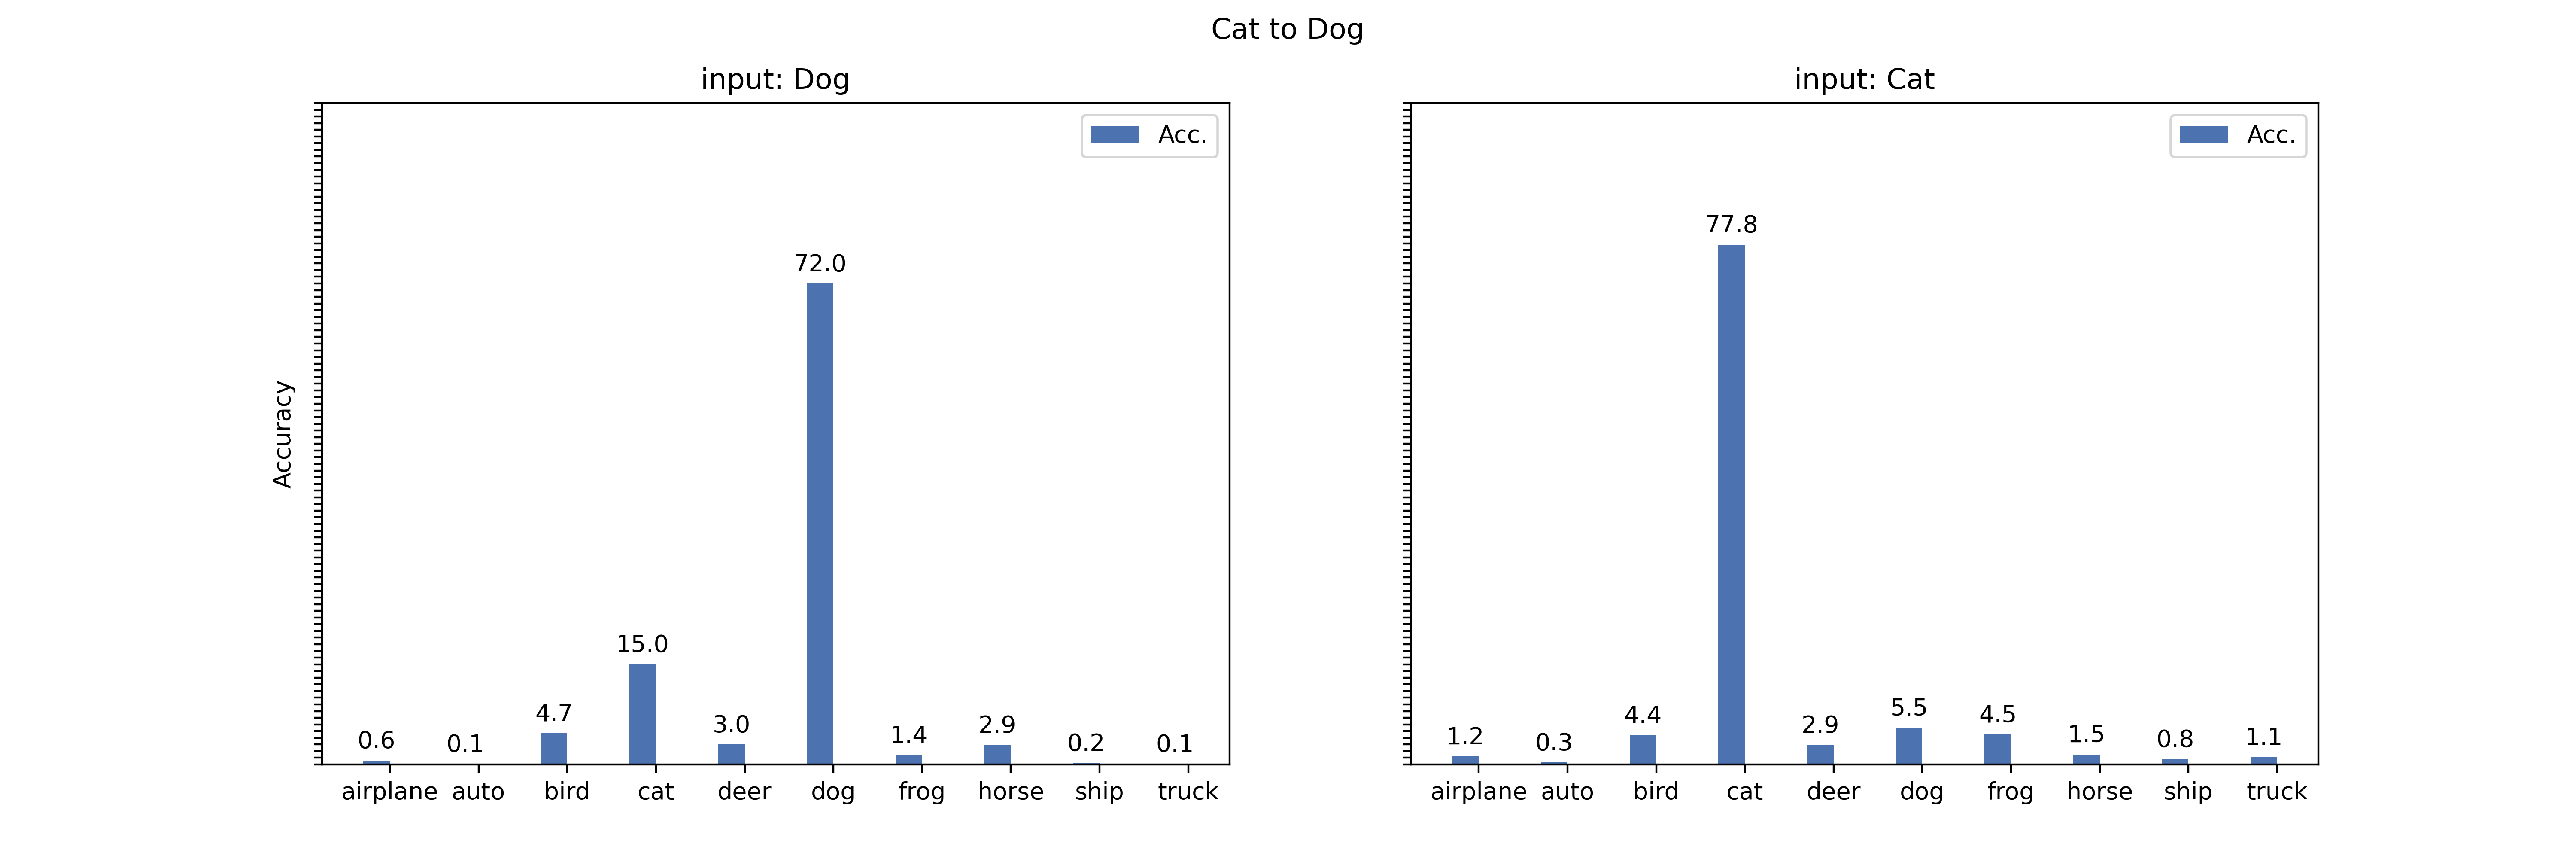 Cat to Dog
input: Dog
Acc.
Accuracy
0.6 0.1 4.7 15.0 3.0 72.0 1.4 2.9 0.2 0.1
airplane auto bird cat deer dog frog horse ship truck
input: Cat
Acc.
1.2 0.3 4.4 77.8 2.9 5.5 4.5 1.5 0.8 1.1
airplane auto bird cat deer dog frog horse ship truck